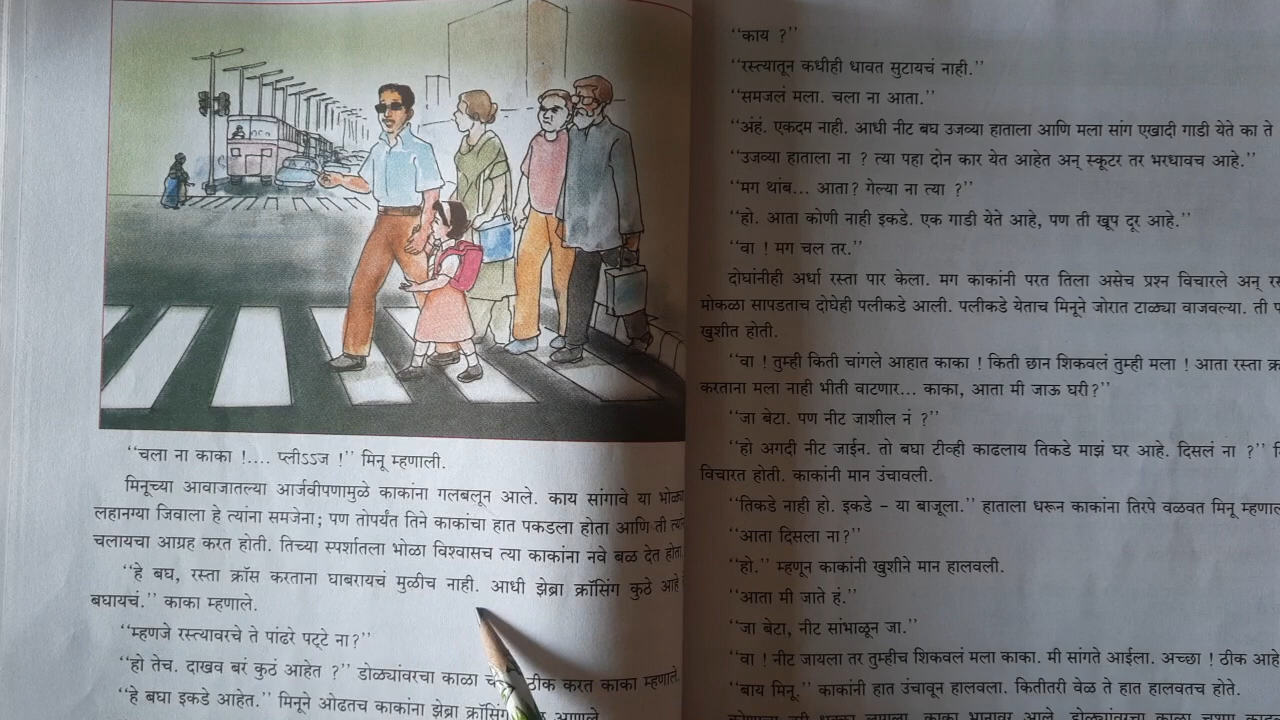 “चला ना काका !.... प्लीऽऽज !” मिनू म्हणाली.
मिनूच्या आवाजातल्या आर्जवीपणामुळे काकांना गलबलून आले. काय सांगावे या भोळ्या
लहानग्या जिवाला हे त्यांना समजेना; पण तोपर्यंत तिने काकांचा हात पकडला होता आणि ती
चलायचा आग्रह करत होती. तिच्या स्पर्शातला भोळा विश्वासच त्या काकांना नवे बळ देत होता.
“हे बघ, रस्ता क्रॉस करताना घाबरायचं मुळीच नाही. आधी झेब्रा क्रॉसिंग कुठे आहे
बघायचं.” काका म्हणाले.
“म्हणजे रस्त्यावरचे ते पांढरे पट्टे ना?”
“हो तेच. दाखव बरं कुठं आहेत ?” डोळ्यांवरचा काळा ठीक करत काका म्हणाले.
“हे बघा इकडे आहेत.” मिनूने ओढतच काकांना झेब्रा आणले
“काय ?”
“रस्त्यातून कधीही धावत सुटायचं नाही.”
“समजलं मला. चला ना आता.”
“अंहं. एकदम नाही. आधी नीट बघ उजव्या हाताला आणि मला सांग एखादी गाडी येते का ते
“उजव्या हाताला ना ? त्या पहा दोन कार येत आहेत अन् स्कूटर तर भरधावच आहे.”
“मग थांब... आता? गेल्या ना त्या ?”
“हो. आता कोणी नाही इकडे. एक गाडी येते आहे, पण ती खूप दूर आहे.”
“वा ! मग चल तर.”
दोघांनीही अर्धा रस्ता पार केला. मग काकांनी परत तिला असेच प्रश्न विचारले अन्
मोकळा सापडताच दोघेही पलीकडे आली. पलीकडे येताच मिनूने जोरात टाळ्या वाजवल्या. ती
खुशीत होती.
“वा ! तुम्ही किती चांगले आहात काका ! किती छान शिकवलं तुम्ही मला ! आता रस्ता
करताना मला नाही भीती वाटणार... काका, आता मी जाऊ घरी?”
“जा बेटा. पण नीट जाशील नं ?”
“हो अगदी नीट जाईन. तो बघा टीव्ही काढलाय तिकडे माझं घर आहे. दिसलं ना ?”
विचारत होती. काकांनी मान उंचावली.
“तिकडे नाही हो. इकडे – या बाजूला.” हाताला धरून काकांना तिरपे वळवत मिनू
“आता दिसला ना?”
“हो.” म्हणून काकांनी खुशीने मान हालवली.
“आता मी जाते हं.”
“जा बेटा, नीट सांभाळून जा.”
“वा ! नीट जायला तर तुम्हीच शिकवलं मला काका. मी सांगते आईला. अच्छा ! ठीक आहे
“बाय मिनू.” काकांनी हात उंचावून हालवला. कितीतरी वेळ ते हात हालवतच होते.